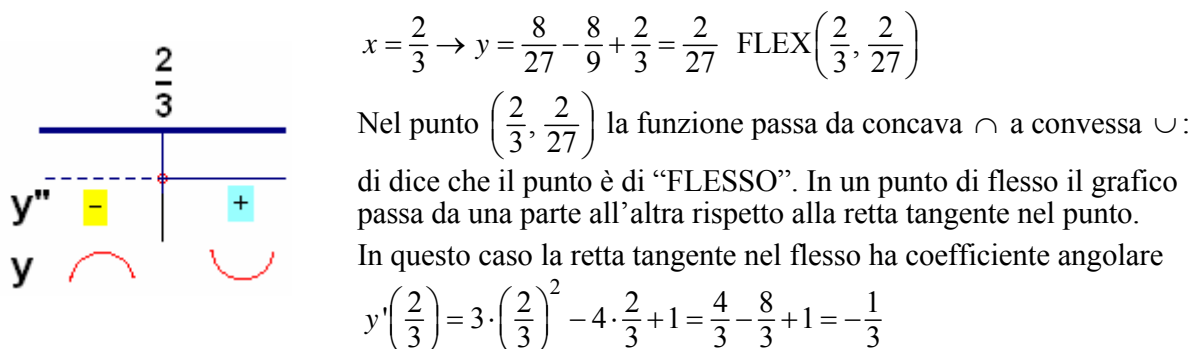 2/3
y" - +
y
x = 2/3 → y = 8/27 − 8/9 + 2/3 = 2/27 FLEX(2/3, 2/27)
Nel punto (2/3, 2/27) la funzione passa da concava ∩ a convessa ∪ :
di dice che il punto è di “FLESSO”. In un punto di flesso il grafico
passa da una parte all’altra rispetto alla retta tangente nel punto.
In questo caso la retta tangente nel flesso ha coefficiente angolare
y'(2/3) = 3·(2/3)² − 4·2/3 + 1 = 4/3 − 8/3 + 1 = −1/3